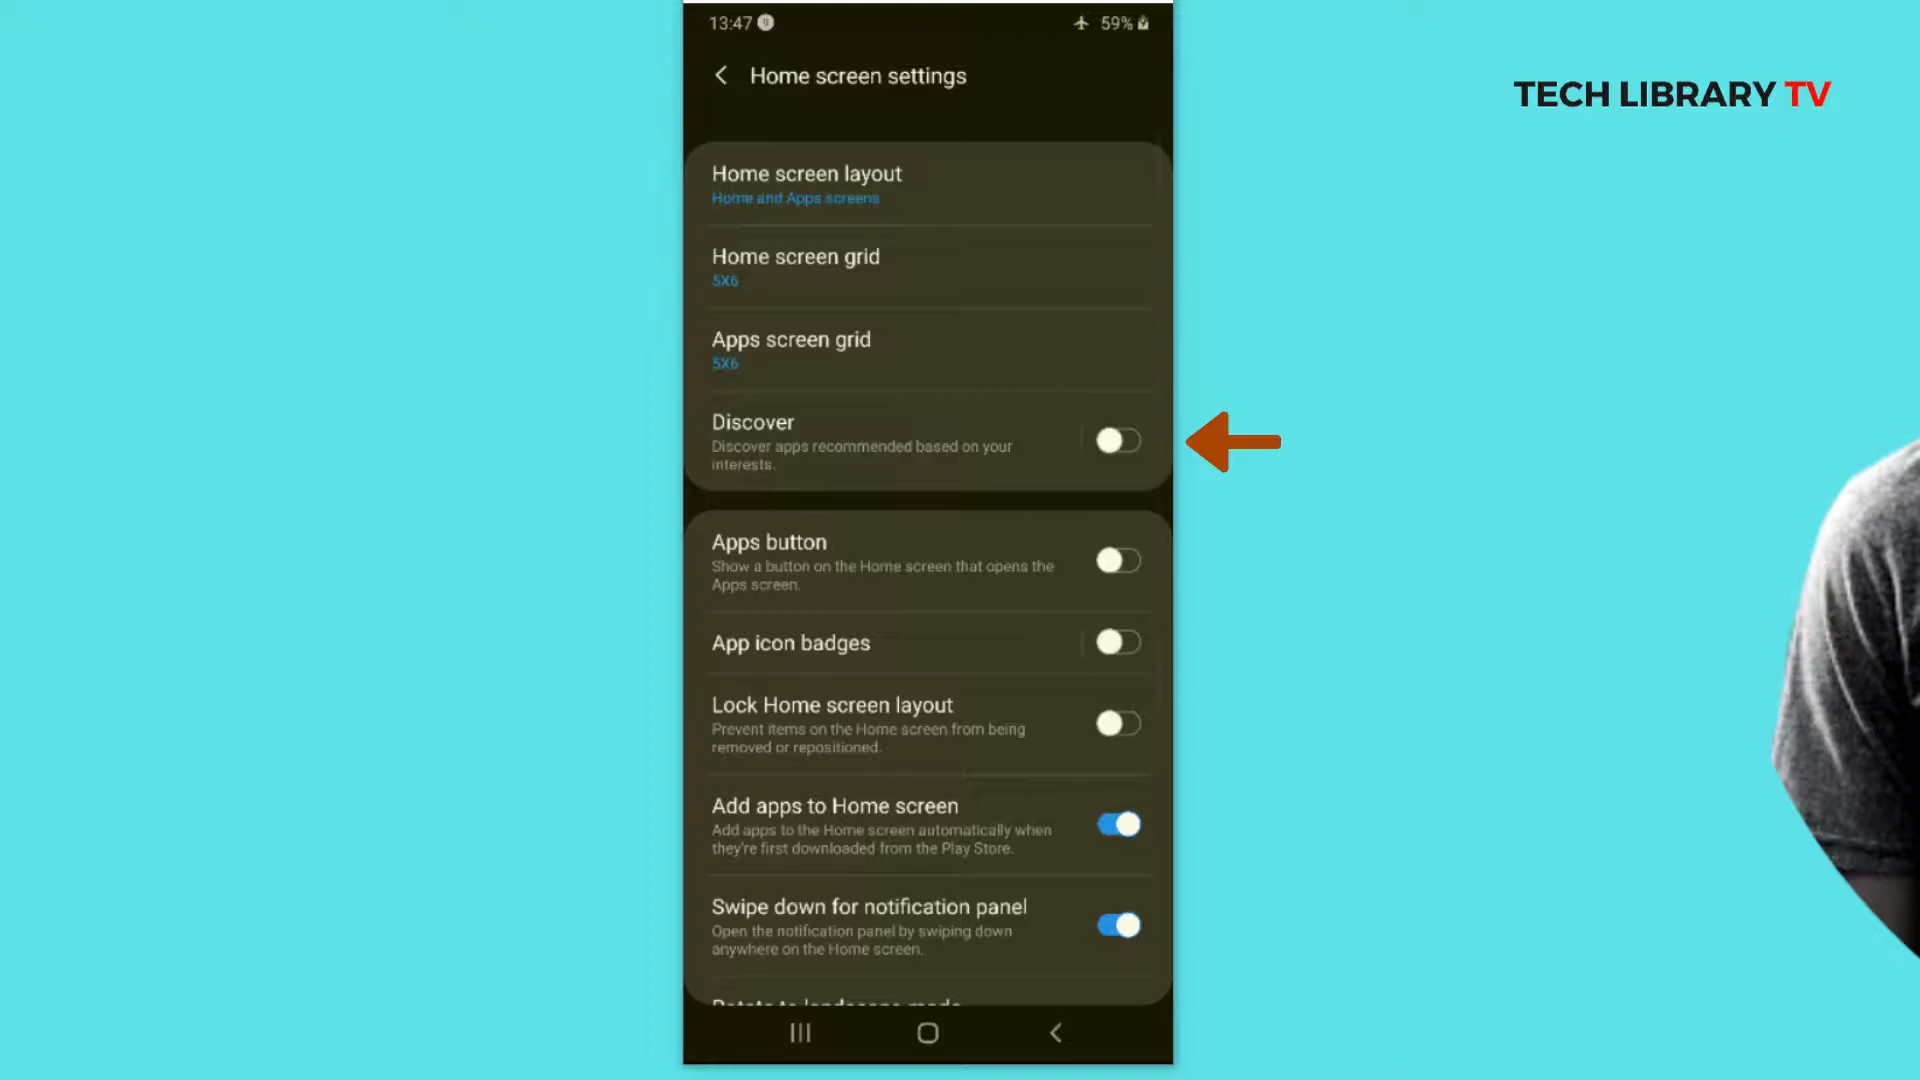 13:47
59%
Home screen settings
TECH LIBRARY TV
Home screen layout
Home and Apps screens
Home screen grid
5X6
Apps screen grid
5X6
Discover
Discover apps recommended based on your
interests.
Apps button
Show a button on the Home screen that opens the
Apps screen.
App icon badges
Lock Home screen layout
Prevent items on the Home screen from being
removed or repositioned.
Add apps to Home screen
Add apps to the Home screen automatically when
they're first downloaded from the Play Store.
Swipe down for notification panel
Open the notification panel by swiping down
anywhere on the Home screen.
Rotate to landscape mode